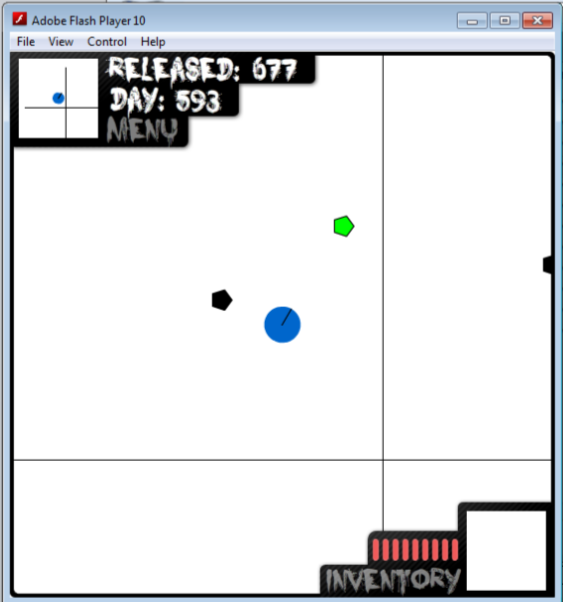 Adobe Flash Player 10
File View Control Help
RELEASED: 677
DAY: 593
MENU
INVENTORY